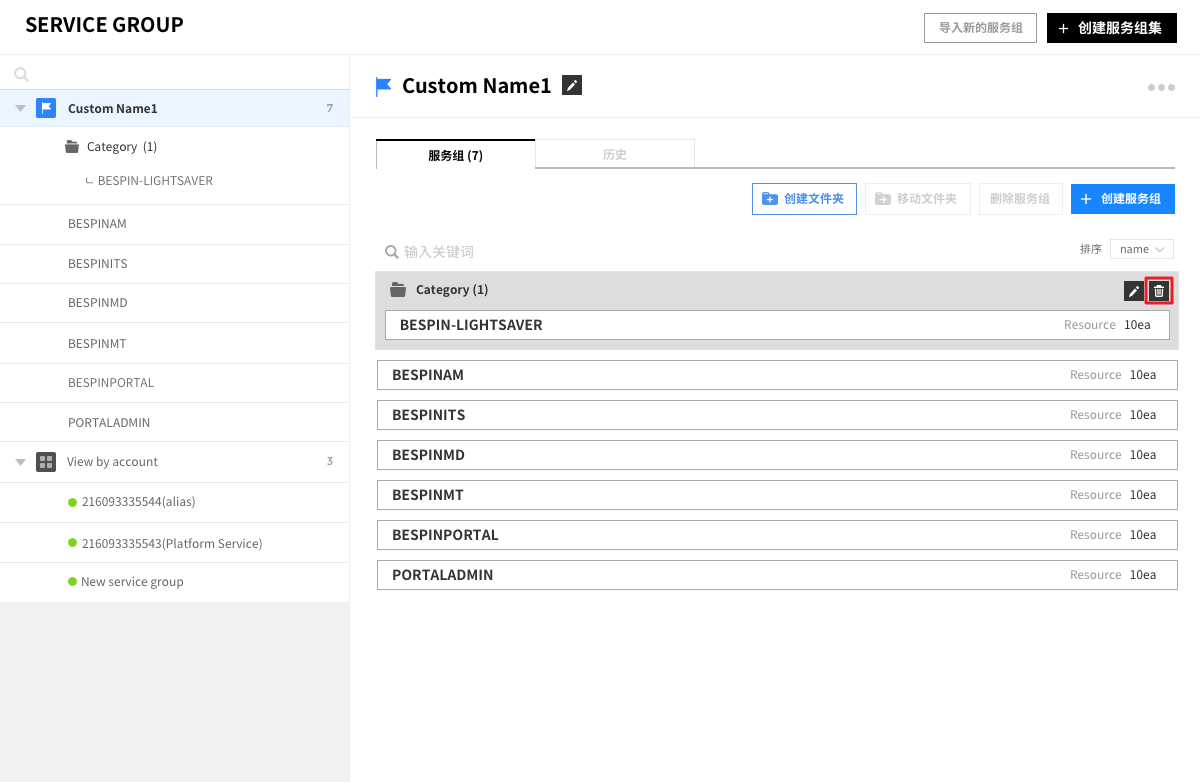 SERVICE GROUP
导入新的服务组
+ 创建服务组集
Custom Name1 7
Category (1)
BESPIN-LIGHTSAVER
BESPINAM
BESPINITS
BESPINMD
BESPINMT
BESPINPORTAL
PORTALADMIN
View by account 3
216093335544(alias)
216093335543(Platform Service)
New service group
Custom Name1
服务组 (7)
历史
创建文件夹
移动文件夹
删除服务组
+ 创建服务组
输入关键词
排序 name
Category (1)
BESPIN-LIGHTSAVER Resource 10ea
BESPINAM Resource 10ea
BESPINITS Resource 10ea
BESPINMD Resource 10ea
BESPINMT Resource 10ea
BESPINPORTAL Resource 10ea
PORTALADMIN Resource 10ea